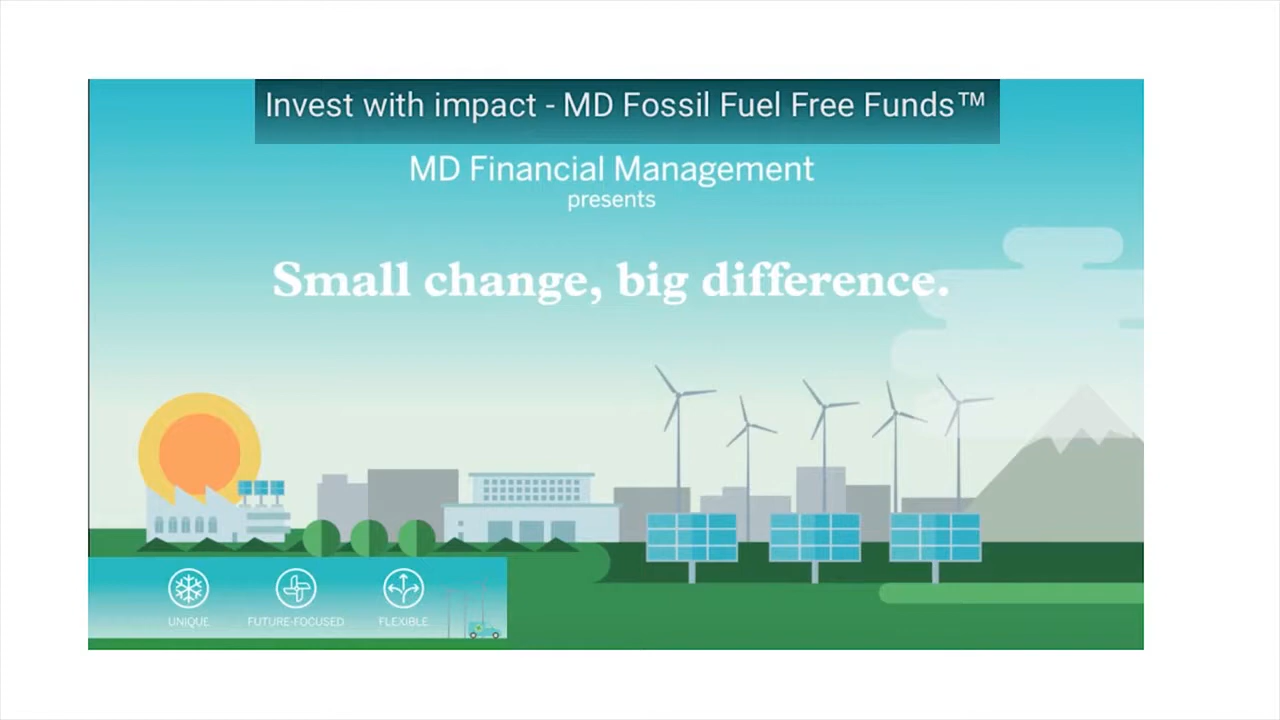 Invest with impact - MD Fossil Fuel Free Funds™
MD Financial Management
presents
Small change, big difference.
UNIQUE FUTURE-FOCUSED FLEXIBLE